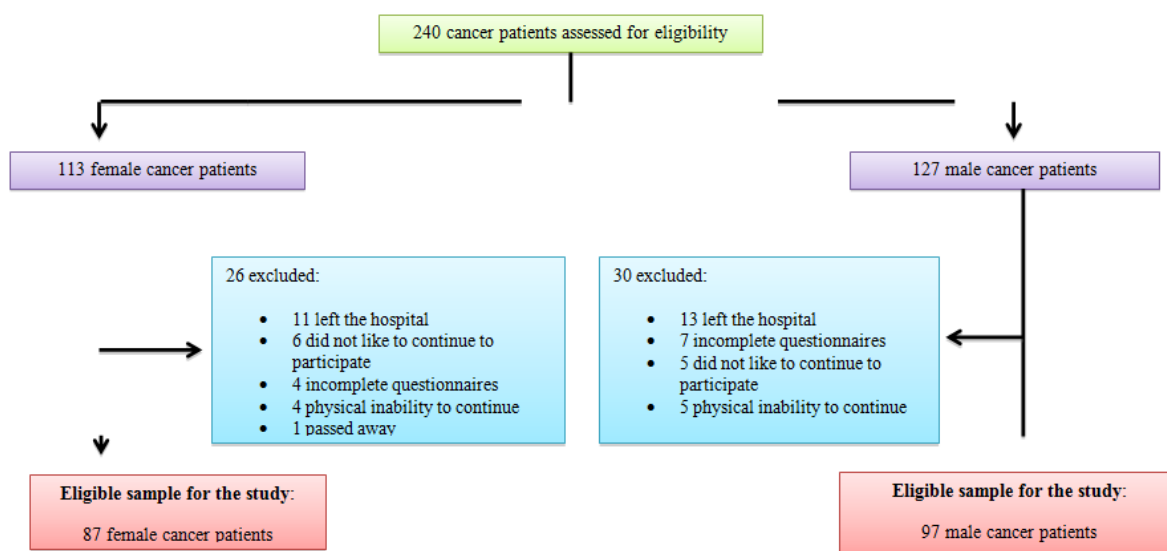 240 cancer patients assessed for eligibility
113 female cancer patients
127 male cancer patients
26 excluded:
• 11 left the hospital
• 6 did not like to continue to
participate
• 4 incomplete questionnaires
• 4 physical inability to continue
• 1 passed away
30 excluded:
• 13 left the hospital
• 7 incomplete questionnaires
• 5 did not like to continue to
participate
• 5 physical inability to continue
Eligible sample for the study:
87 female cancer patients
Eligible sample for the study:
97 male cancer patients